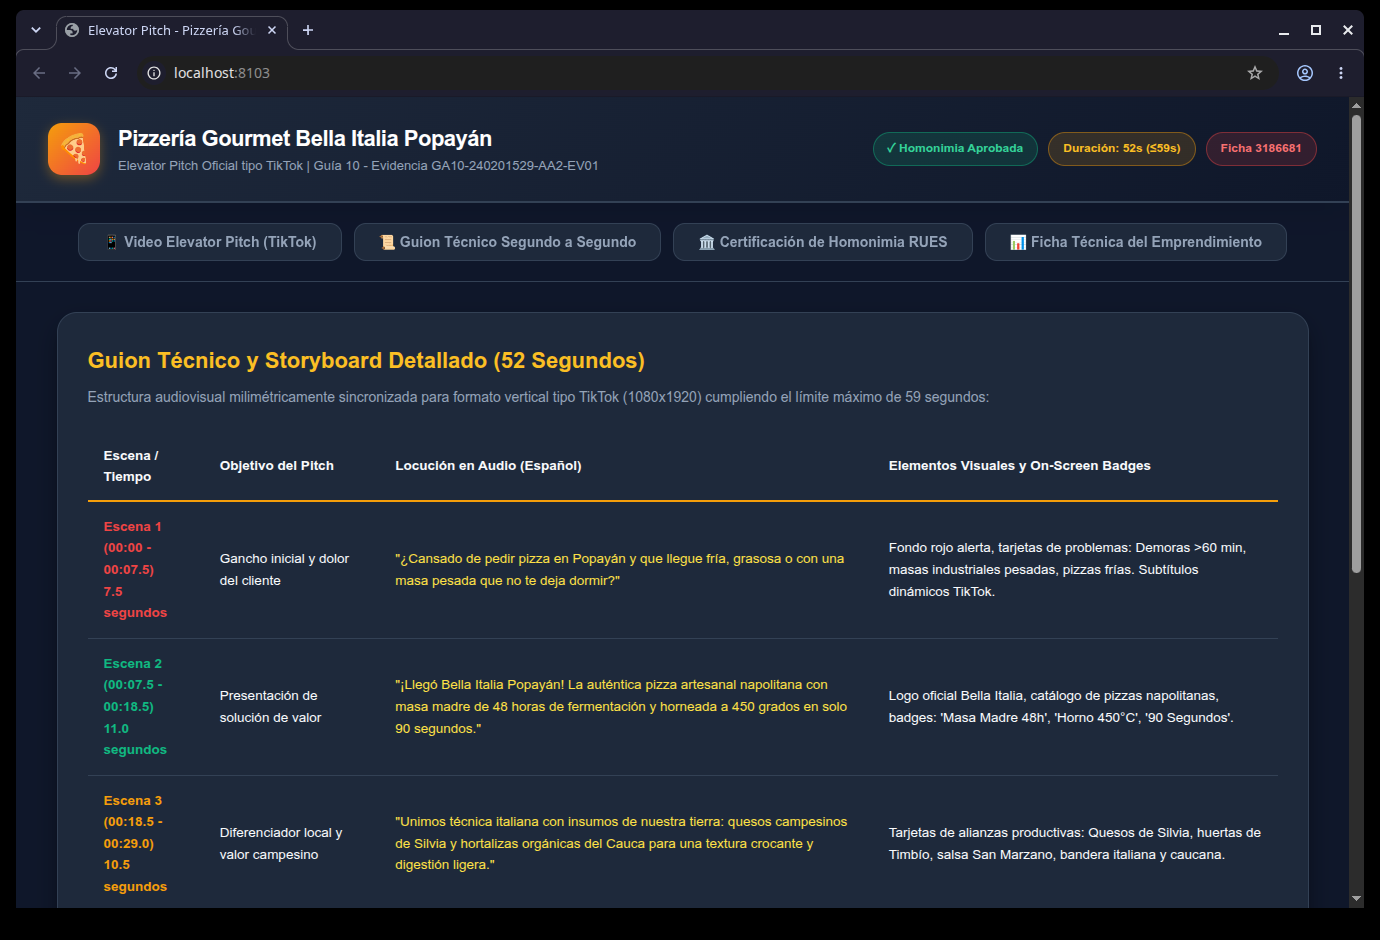 Elevator Pitch - Pizzería Gou
localhost:8103
Pizzería Gourmet Bella Italia Popayán
Elevator Pitch Oficial tipo TikTok | Guía 10 - Evidencia GA10-240201529-AA2-EV01
✓ Homonimia Aprobada
Duración: 52s (≤59s)
Ficha 3186681
Video Elevator Pitch (TikTok)
Guion Técnico Segundo a Segundo
Certificación de Homonimia RUES
Ficha Técnica del Emprendimiento
Guion Técnico y Storyboard Detallado (52 Segundos)
Estructura audiovisual milimétricamente sincronizada para formato vertical tipo TikTok (1080x1920) cumpliendo el límite máximo de 59 segundos:
Escena /
Tiempo
Objetivo del Pitch
Locución en Audio (Español)
Elementos Visuales y On-Screen Badges
Escena 1
(00:00 -
00:07.5)
7.5
segundos
Gancho inicial y dolor
del cliente
"¿Cansado de pedir pizza en Popayán y que llegue fría, grasosa o con una
masa pesada que no te deja dormir?"
Fondo rojo alerta, tarjetas de problemas: Demoras >60 min,
masas industriales pesadas, pizzas frías. Subtítulos
dinámicos TikTok.
Escena 2
(00:07.5 -
00:18.5)
11.0
segundos
Presentación de
solución de valor
"¡Llegó Bella Italia Popayán! La auténtica pizza artesanal napolitana con
masa madre de 48 horas de fermentación y horneada a 450 grados en solo
90 segundos."
Logo oficial Bella Italia, catálogo de pizzas napolitanas,
badges: 'Masa Madre 48h', 'Horno 450°C', '90 Segundos'.
Escena 3
(00:18.5 -
00:29.0)
10.5
segundos
Diferenciador local y
valor campesino
"Unimos técnica italiana con insumos de nuestra tierra: quesos campesinos
de Silvia y hortalizas orgánicas del Cauca para una textura crocante y
digestión ligera."
Tarjetas de alianzas productivas: Quesos de Silvia, huertas de
Timbío, salsa San Marzano, bandera italiana y caucana.